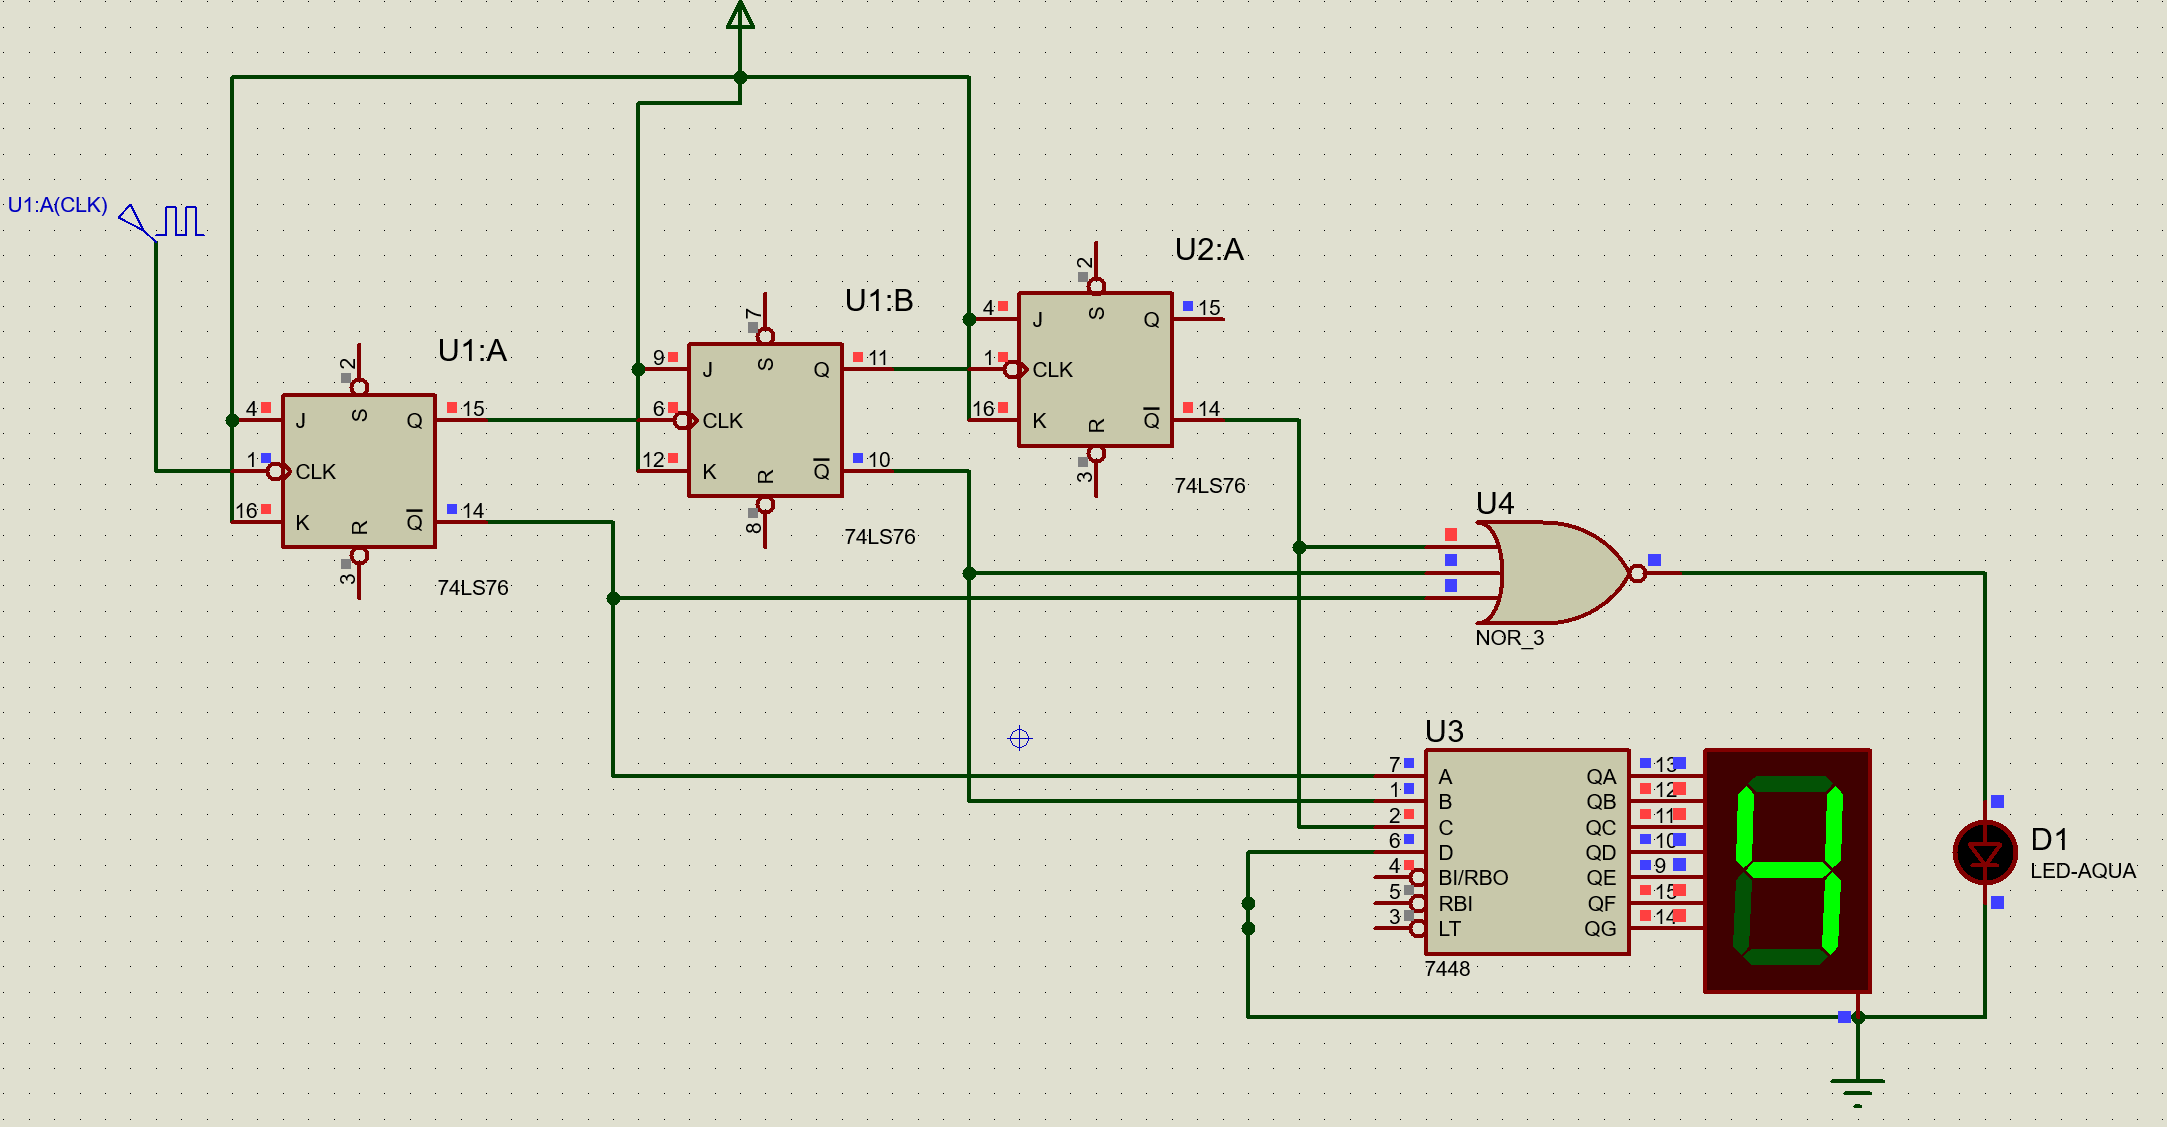 U1:A(CLK)
U1:A
2
S
4
J
Q
15
1
CLK
16
K
R
Q
14
3
74LS76
U1:B
7
S
9
J
Q
11
6
CLK
12
K
R
Q
10
8
74LS76
U2:A
2
S
4
J
Q
15
1
CLK
16
K
R
Q
14
3
74LS76
U4
NOR_3
U3
7 A QA 13
1 B QB 12
2 C QC 11
6 D QD 10
4 BI/RBO QE 9
5 RBI QF 15
3 LT QG 14
7448
D1
LED-AQUA